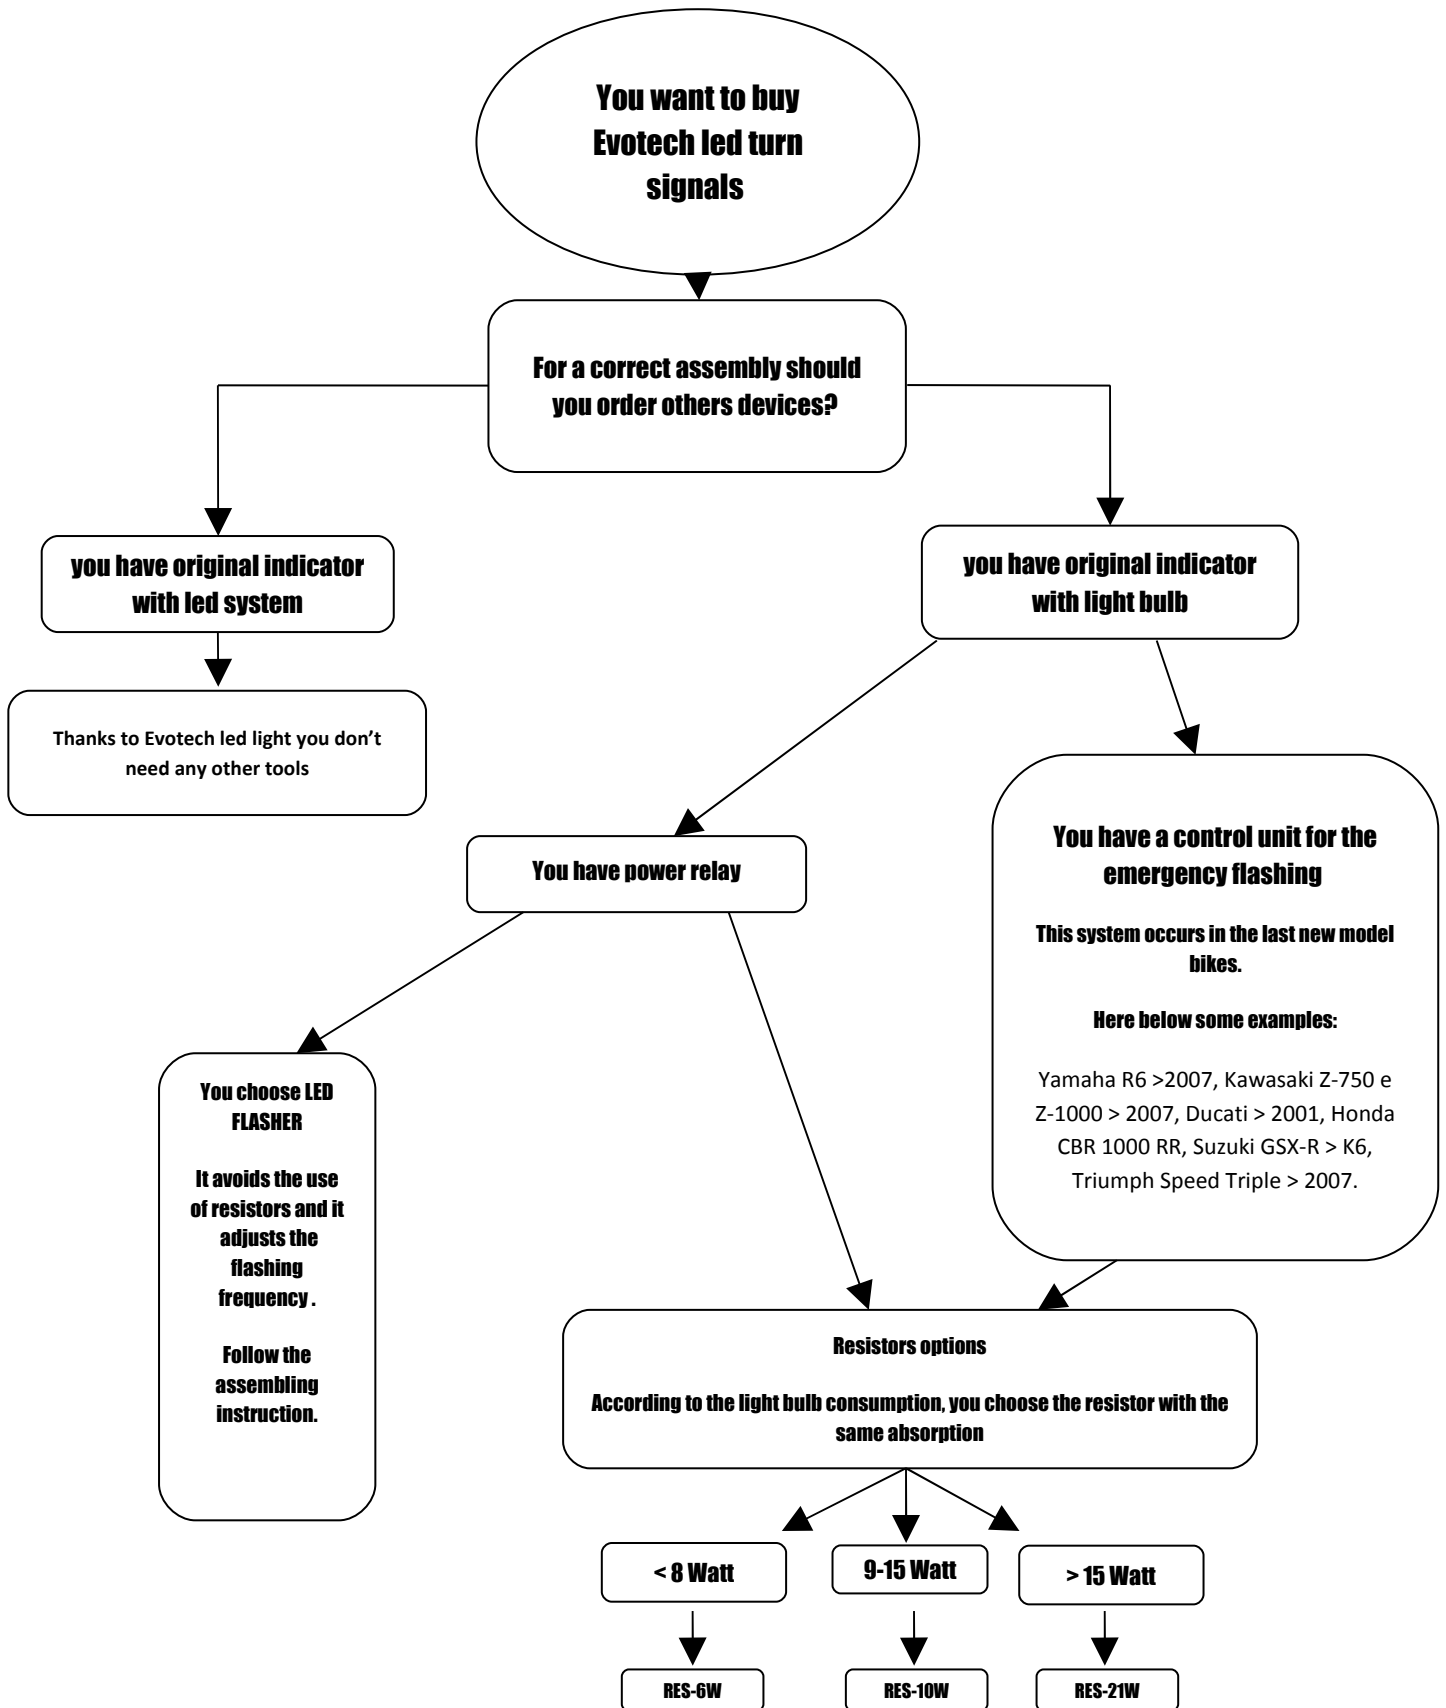 You want to buy
Evotech led turn
signals
For a correct assembly should
you order others devices?
you have original indicator
with led system
you have original indicator
with light bulb
Thanks to Evotech led light you don’t
need any other tools
You have power relay
You have a control unit for the
emergency flashing
This system occurs in the last new model
bikes.
Here below some examples:
Yamaha R6 >2007, Kawasaki Z-750 e
Z-1000 > 2007, Ducati > 2001, Honda
CBR 1000 RR, Suzuki GSX-R > K6,
Triumph Speed Triple > 2007.
You choose LED
FLASHER
It avoids the use
of resistors and it
adjusts the
flashing
frequency .
Follow the
assembling
instruction.
Resistors options
According to the light bulb consumption, you choose the resistor with the
same absorption
< 8 Watt
9-15 Watt
> 15 Watt
RES-6W
RES-10W
RES-21W